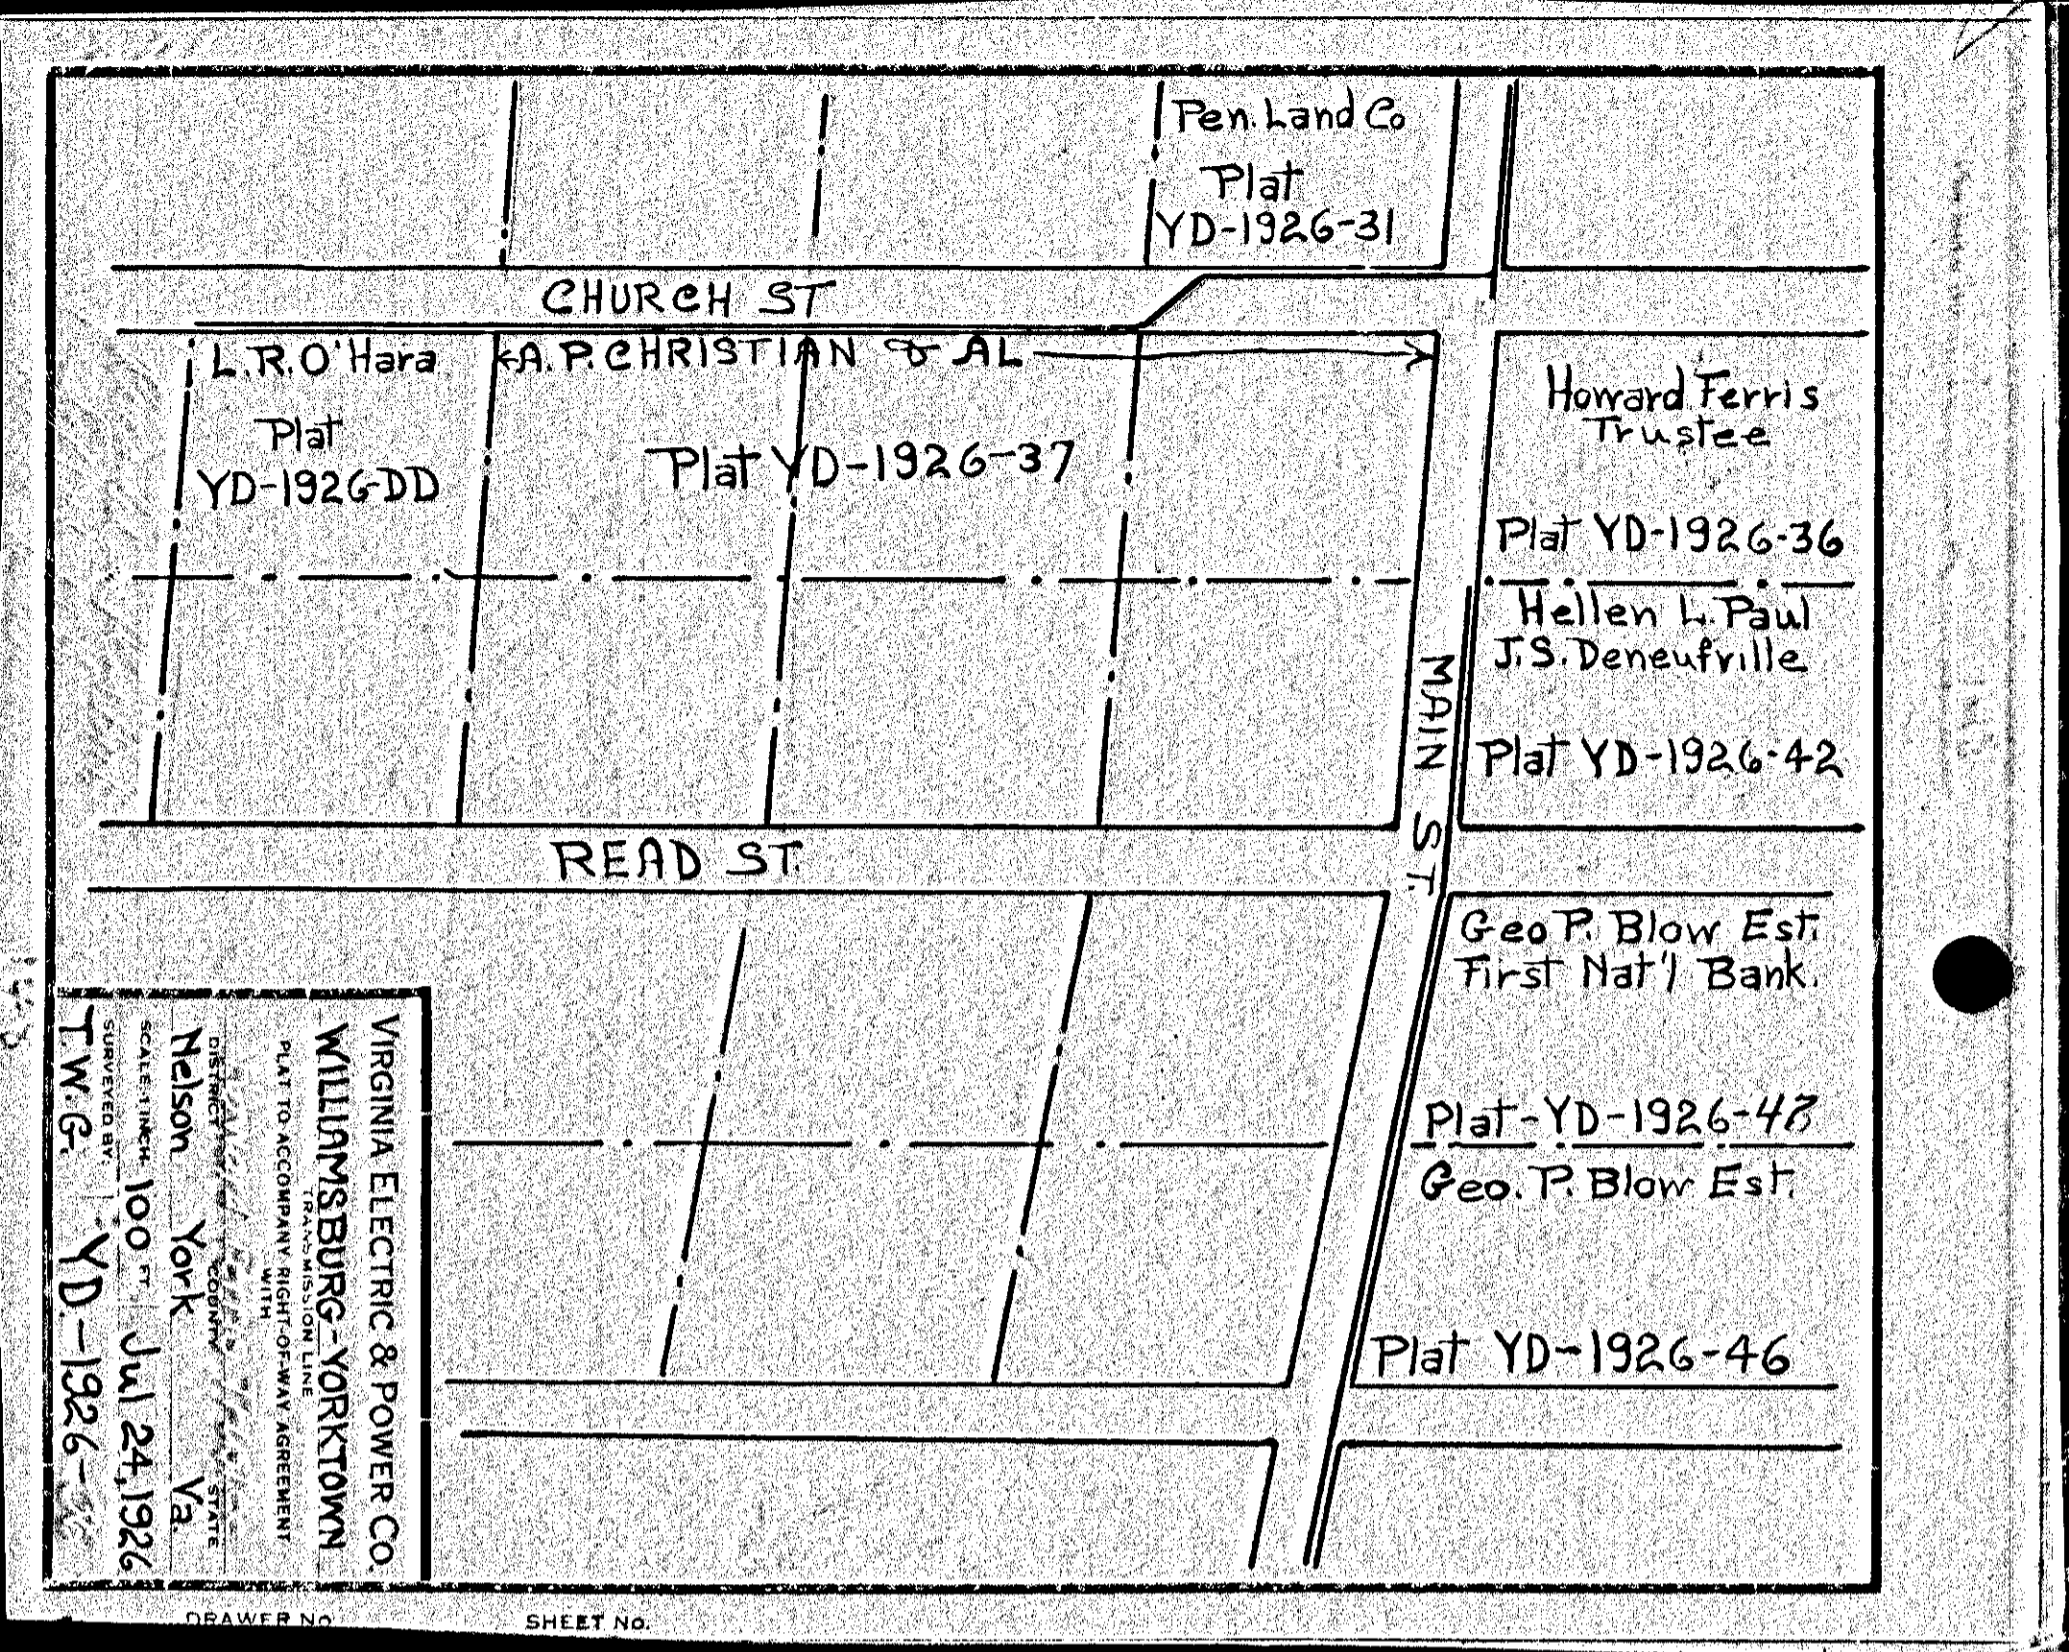 Pen. Land Co
Plat
YD-1926-31
CHURCH ST
L.R. O'Hara
Plat
YD-1926-DD
A.P. CHRISTIAN & AL
Plat YD-1926-37
Howard Ferris
Trustee
Plat YD-1926-36
Hellen L. Paul
J.S. Deneufville
Plat YD-1926-42
MAIN ST.
READ ST.
Geo P. Blow Est.
First Nat'l Bank.
Plat-YD-1926-48
Geo. P. Blow Est.
Plat YD-1926-46
VIRGINIA ELECTRIC & POWER CO.
WILLIAMSBURG-YORKTOWN
TRANSMISSION LINE
PLAT TO ACCOMPANY RIGHT-OF-WAY AGREEMENT
WITH
DISTRICT COUNTY STATE
Nelson York Va.
SCALE: 1 INCH 100 FT. Jul 24, 1926
SURVEYED BY:
T.W.G. YD.-1926-
DRAWER NO. SHEET NO.